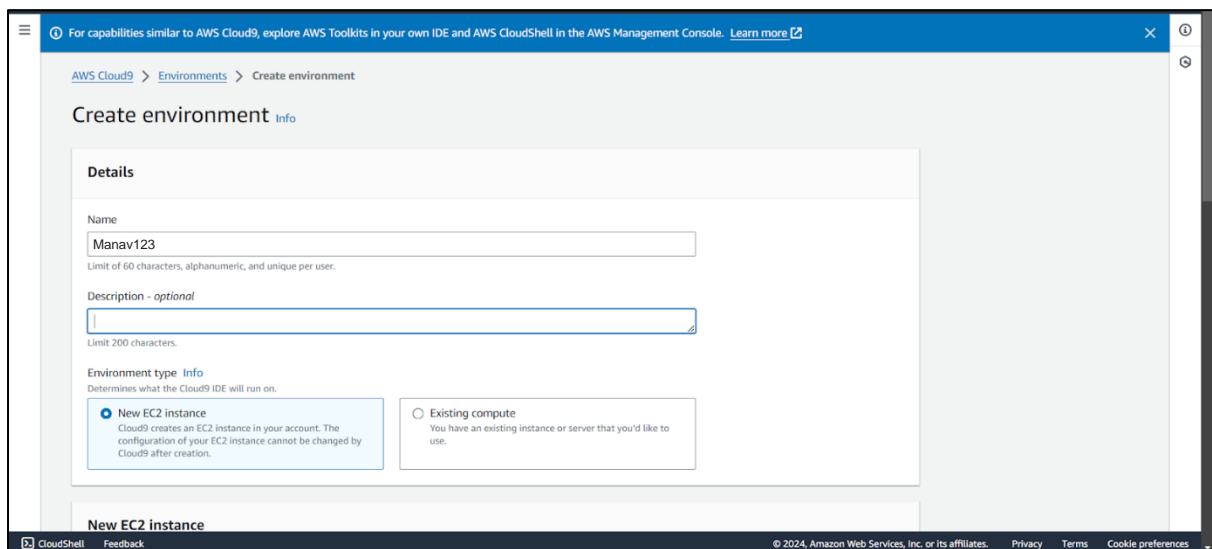 For capabilities similar to AWS Cloud9, explore AWS Toolkits in your own IDE and AWS CloudShell in the AWS Management Console. Learn more
AWS Cloud9 > Environments > Create environment
Create environment Info
Details
Name
Manav123
Limit of 60 characters, alphanumeric, and unique per user.
Description - optional
Limit 200 characters.
Environment type Info
Determines what the Cloud9 IDE will run on.
New EC2 instance
Cloud9 creates an EC2 instance in your account. The
configuration of your EC2 instance cannot be changed by
Cloud9 after creation.
Existing compute
You have an existing instance or server that you'd like to
use.
New EC2 instance
CloudShell Feedback © 2024, Amazon Web Services, Inc. or its affiliates. Privacy Terms Cookie preferences